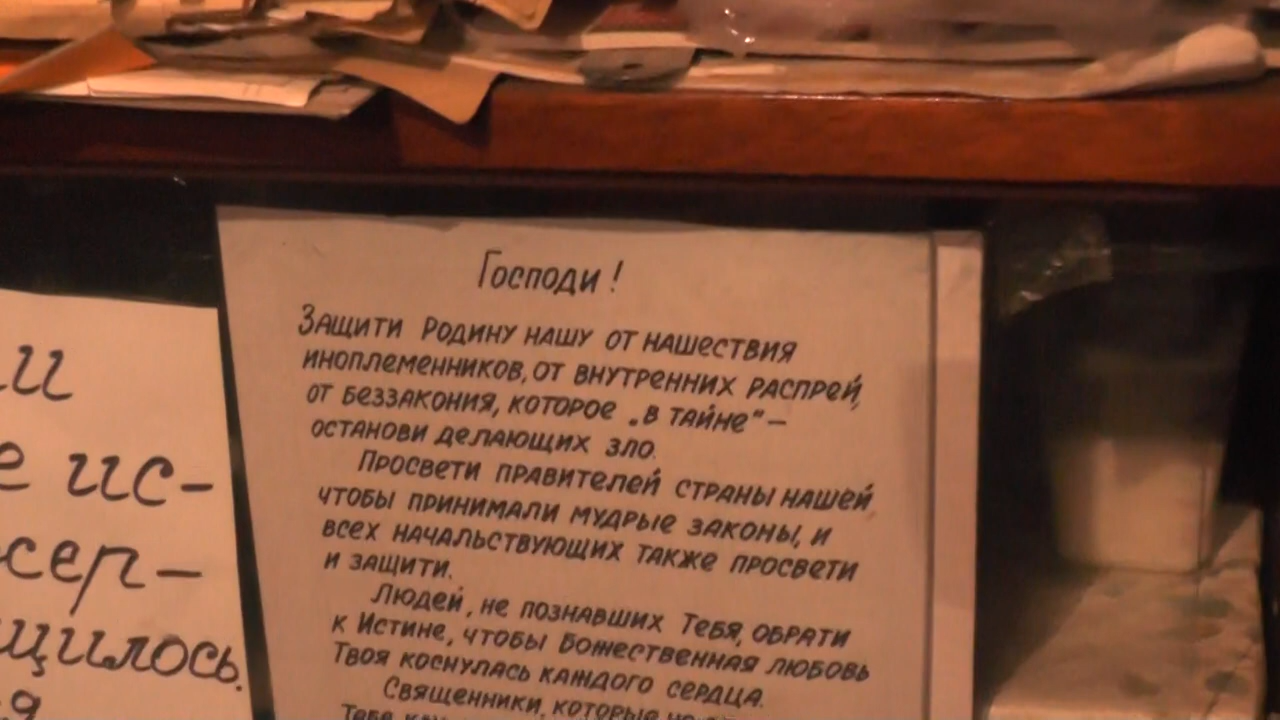 Господи!
Защити Родину нашу от нашествия
иноплеменников, от внутренних распрей,
от беззакония, которое „в тайне" –
останови делающих зло.
Просвети правителей страны нашей
чтобы принимали мудрые законы, и
всех начальствующих также просвети
и защити.
Людей, не познавших Тебя, обрати
к Истине, чтобы Божественная любовь
Твоя коснулась каждого сердца.
Священники, которые
ли
е ис-
сер-
щилось.
я